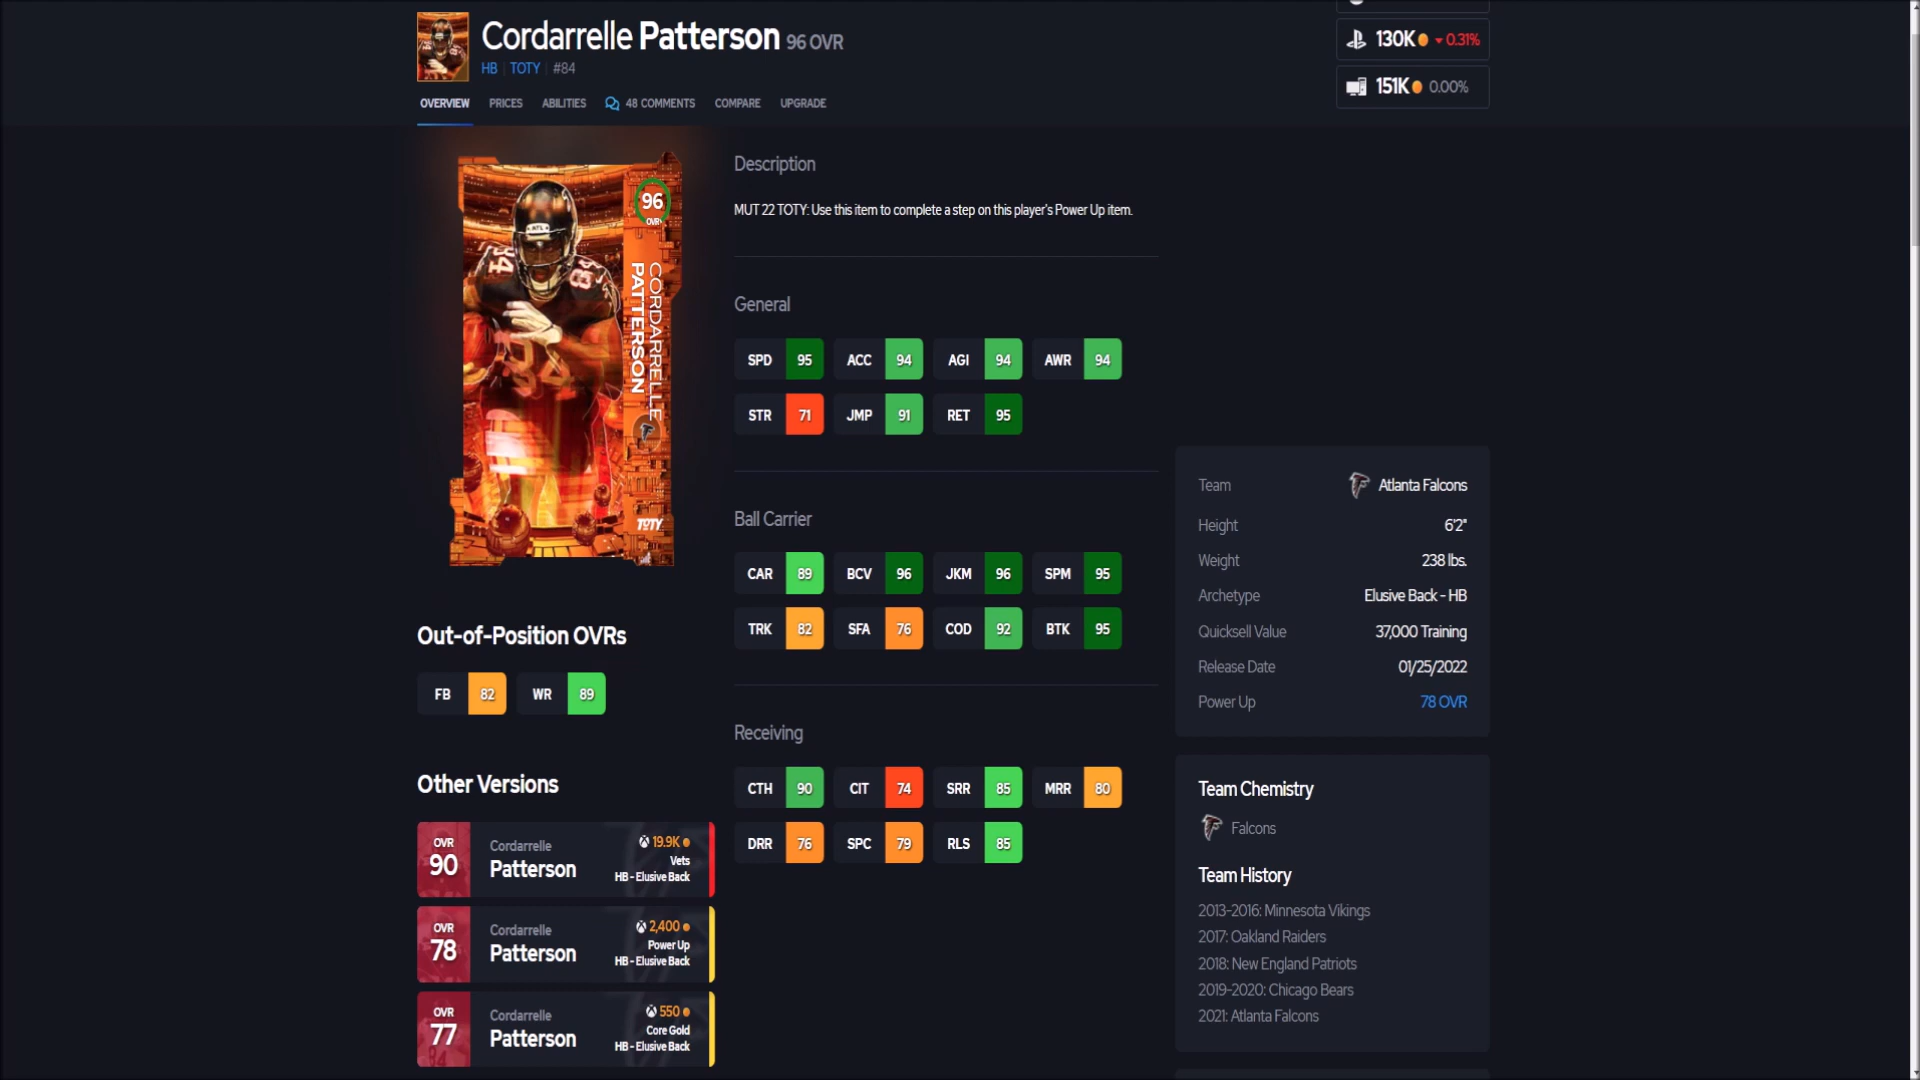 Cordarrelle Patterson 96 OVR
HB TOTY #84
130K 0.31%
151K 0.00%
OVERVIEW PRICES ABILITIES 48 COMMENTS COMPARE UPGRADE
96
OVR
CORDARRELLE
PATTERSON
ATL
84
TOTY
Description
MUT 22 TOTY: Use this item to complete a step on this player's Power Up item.
General
SPD 95 ACC 94 AGI 94 AWR 94
STR 71 JMP 91 RET 95
Ball Carrier
CAR 89 BCV 96 JKM 96 SPM 95
TRK 82 SFA 76 COD 92 BTK 95
Receiving
CTH 90 CIT 74 SRR 85 MRR 80
DRR 76 SPC 79 RLS 85
Out-of-Position OVRs
FB 82 WR 89
Other Versions
OVR 90 Cordarrelle Patterson 19.9K Vets HB - Elusive Back
OVR 78 Cordarrelle Patterson 2,400 Power Up HB - Elusive Back
OVR 77 Cordarrelle Patterson 550 Core Gold HB - Elusive Back
Team Atlanta Falcons
Height 6'2"
Weight 238 lbs.
Archetype Elusive Back - HB
Quicksell Value 37,000 Training
Release Date 01/25/2022
Power Up 78 OVR
Team Chemistry
Falcons
Team History
2013-2016: Minnesota Vikings
2017: Oakland Raiders
2018: New England Patriots
2019-2020: Chicago Bears
2021: Atlanta Falcons